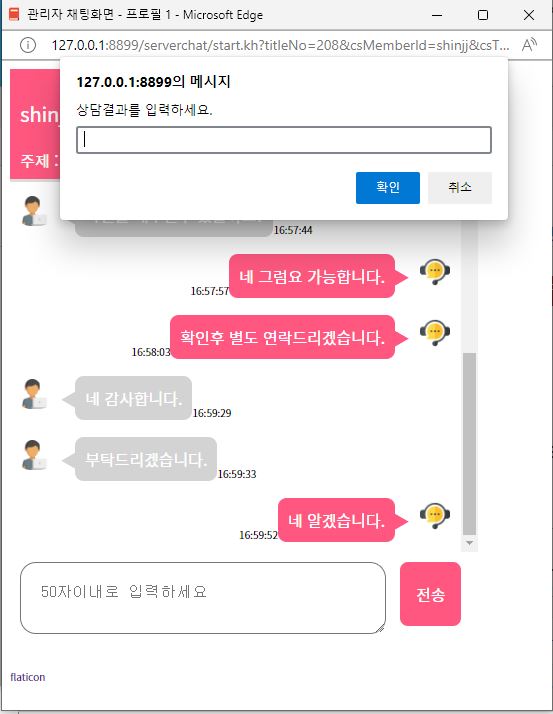 관리자 채팅화면 - 프로필 1 - Microsoft Edge
127.0.0.1:8899/serverchat/start.kh?titleNo=208&csMemberId=shinjj&csT...
127.0.0.1:8899의 메시지
상담결과를 입력하세요.
확인
취소
주제 :
16:57:44
네 그럼요 가능합니다.
16:57:57
확인후 별도 연락드리겠습니다.
16:58:03
네 감사합니다.
16:59:29
부탁드리겠습니다.
16:59:33
네 알겠습니다.
16:59:52
50자이내로 입력하세요
전송
flaticon